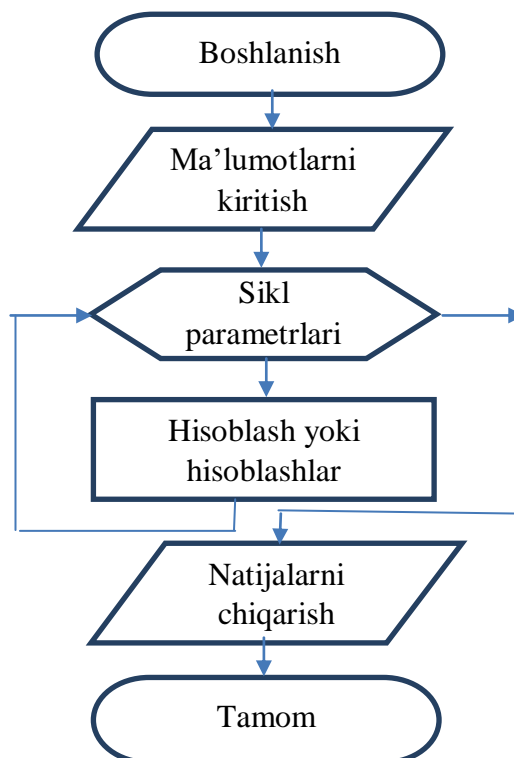 Boshlanish
Ma’lumotlarni
kiritish
Sikl
parametrlari
Hisoblash yoki
hisoblashlar
Natijalarni
chiqarish
Tamom